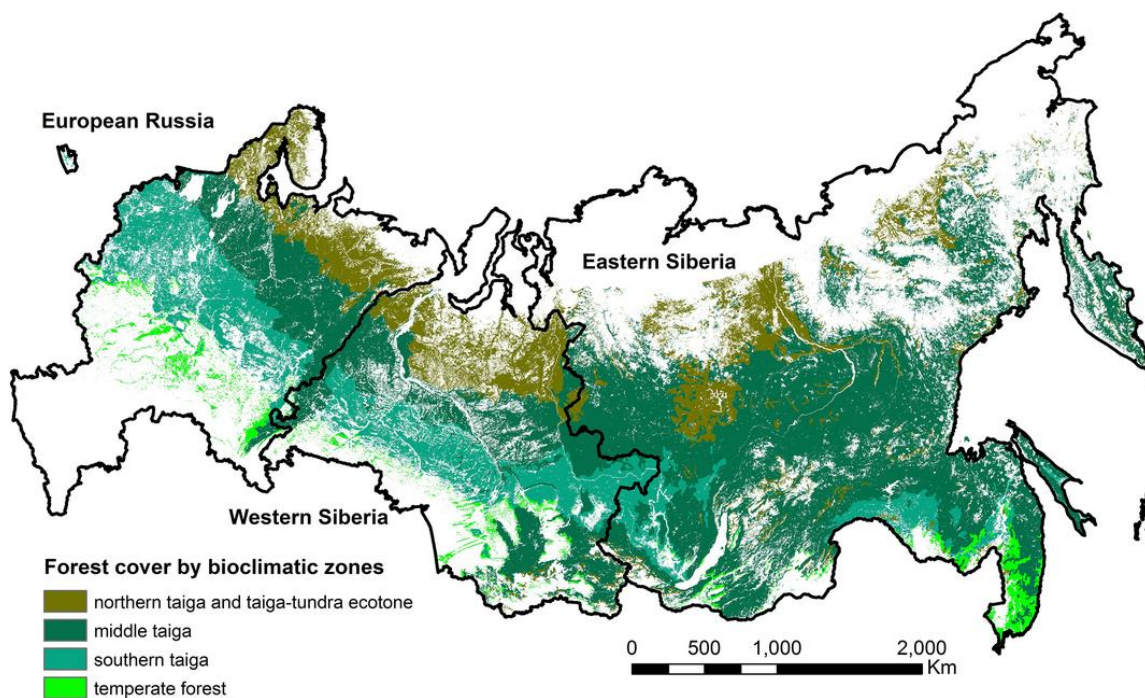 European Russia
Eastern Siberia
Western Siberia
Forest cover by bioclimatic zones
northern taiga and taiga-tundra ecotone
middle taiga
southern taiga
temperate forest
0 500 1,000 2,000
Km